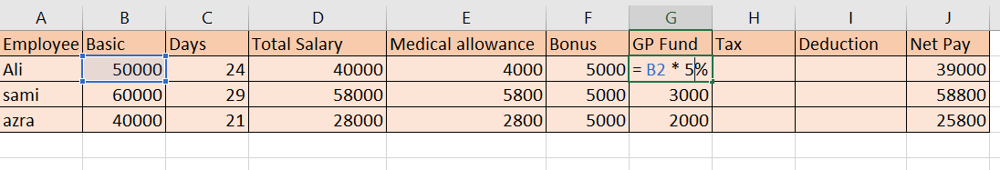 A B C D E F G H I J
Employee Basic Days Total Salary Medical allowance Bonus GP Fund Tax Deduction Net Pay
Ali 50000 24 40000 4000 5000 = B2 * 5% 39000
sami 60000 29 58000 5800 5000 3000 58800
azra 40000 21 28000 2800 5000 2000 25800